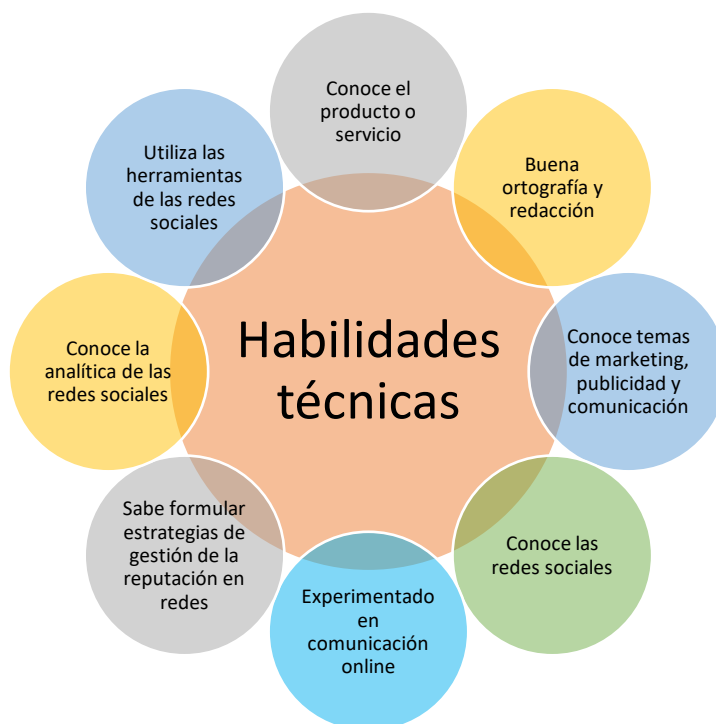 Habilidades
técnicas
Conoce el
producto o
servicio
Buena
ortografía y
redacción
Conoce temas
de marketing,
publicidad y
comunicación
Conoce las
redes sociales
Experimentado
en
comunicación
online
Sabe formular
estrategias de
gestión de la
reputación en
redes
Conoce la
analítica de las
redes sociales
Utiliza las
herramientas
de las redes
sociales